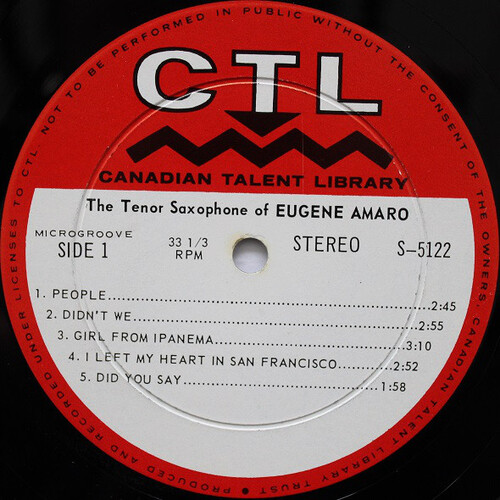 NOT TO BE PERFORMED IN PUBLIC WITHOUT THE CONSENT OF THE OWNERS, CANADIAN TALENT LIBRARY TRUST • PRODUCED AND RECORDED UNDER LICENSES TO CTL.
CTL
CANADIAN TALENT LIBRARY
The Tenor Saxophone of EUGENE AMARO
MICROGROOVE
SIDE 1
33 1/3
RPM
STEREO
S-5122
1. PEOPLE..........2:45
2. DIDN'T WE..........2:55
3. GIRL FROM IPANEMA..........3:10
4. I LEFT MY HEART IN SAN FRANCISCO..........2:52
5. DID YOU SAY..........1:58